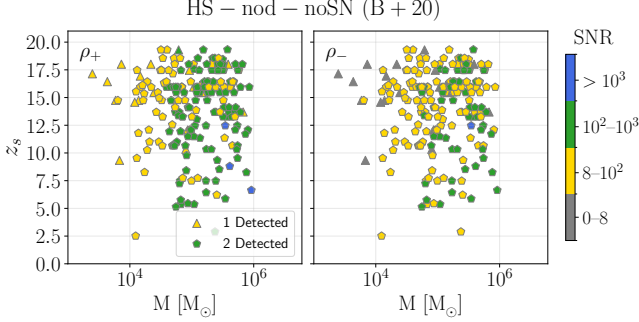 HS − nod − noSN (B + 20)
SNR
ρ+
ρ−
20.0
17.5
15.0
12.5
10.0
7.5
5.0
2.5
0.0
z_s
1 Detected
2 Detected
10^4
10^6
10^4
10^6
M [M_⊙]
M [M_⊙]
> 10^3
10^2–10^3
8–10^2
0–8